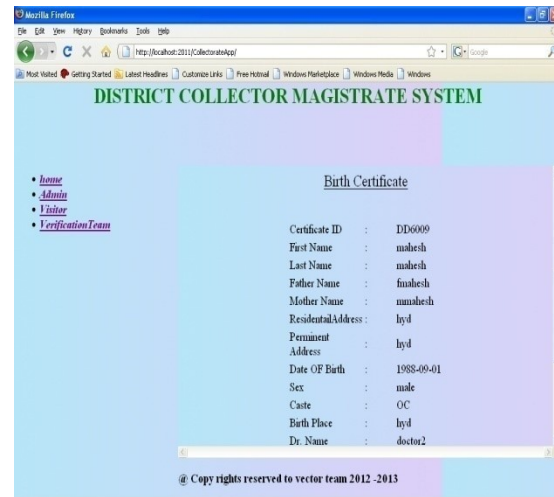 Mozilla Firefox
File Edit View History Bookmarks Tools Help
http://localhost:2011/CollectorateApp/
Google
Most Visited Getting Started Latest Headlines Customize Links Free Hotmail Windows Marketplace Windows Media Windows
DISTRICT COLLECTOR MAGISTRATE SYSTEM
home
Admin
Visitor
VerificationTeam
Birth Certificate
Certificate ID : DD6009
First Name : mahesh
Last Name : mahesh
Father Name : fmahesh
Mother Name : mmahesh
ResidentailAddress : hyd
Perminent
Address : hyd
Date OF Birth : 1988-09-01
Sex : male
Caste : OC
Birth Place : hyd
Dr. Name : doctor2
@ Copy rights reserved to vector team 2012 -2013